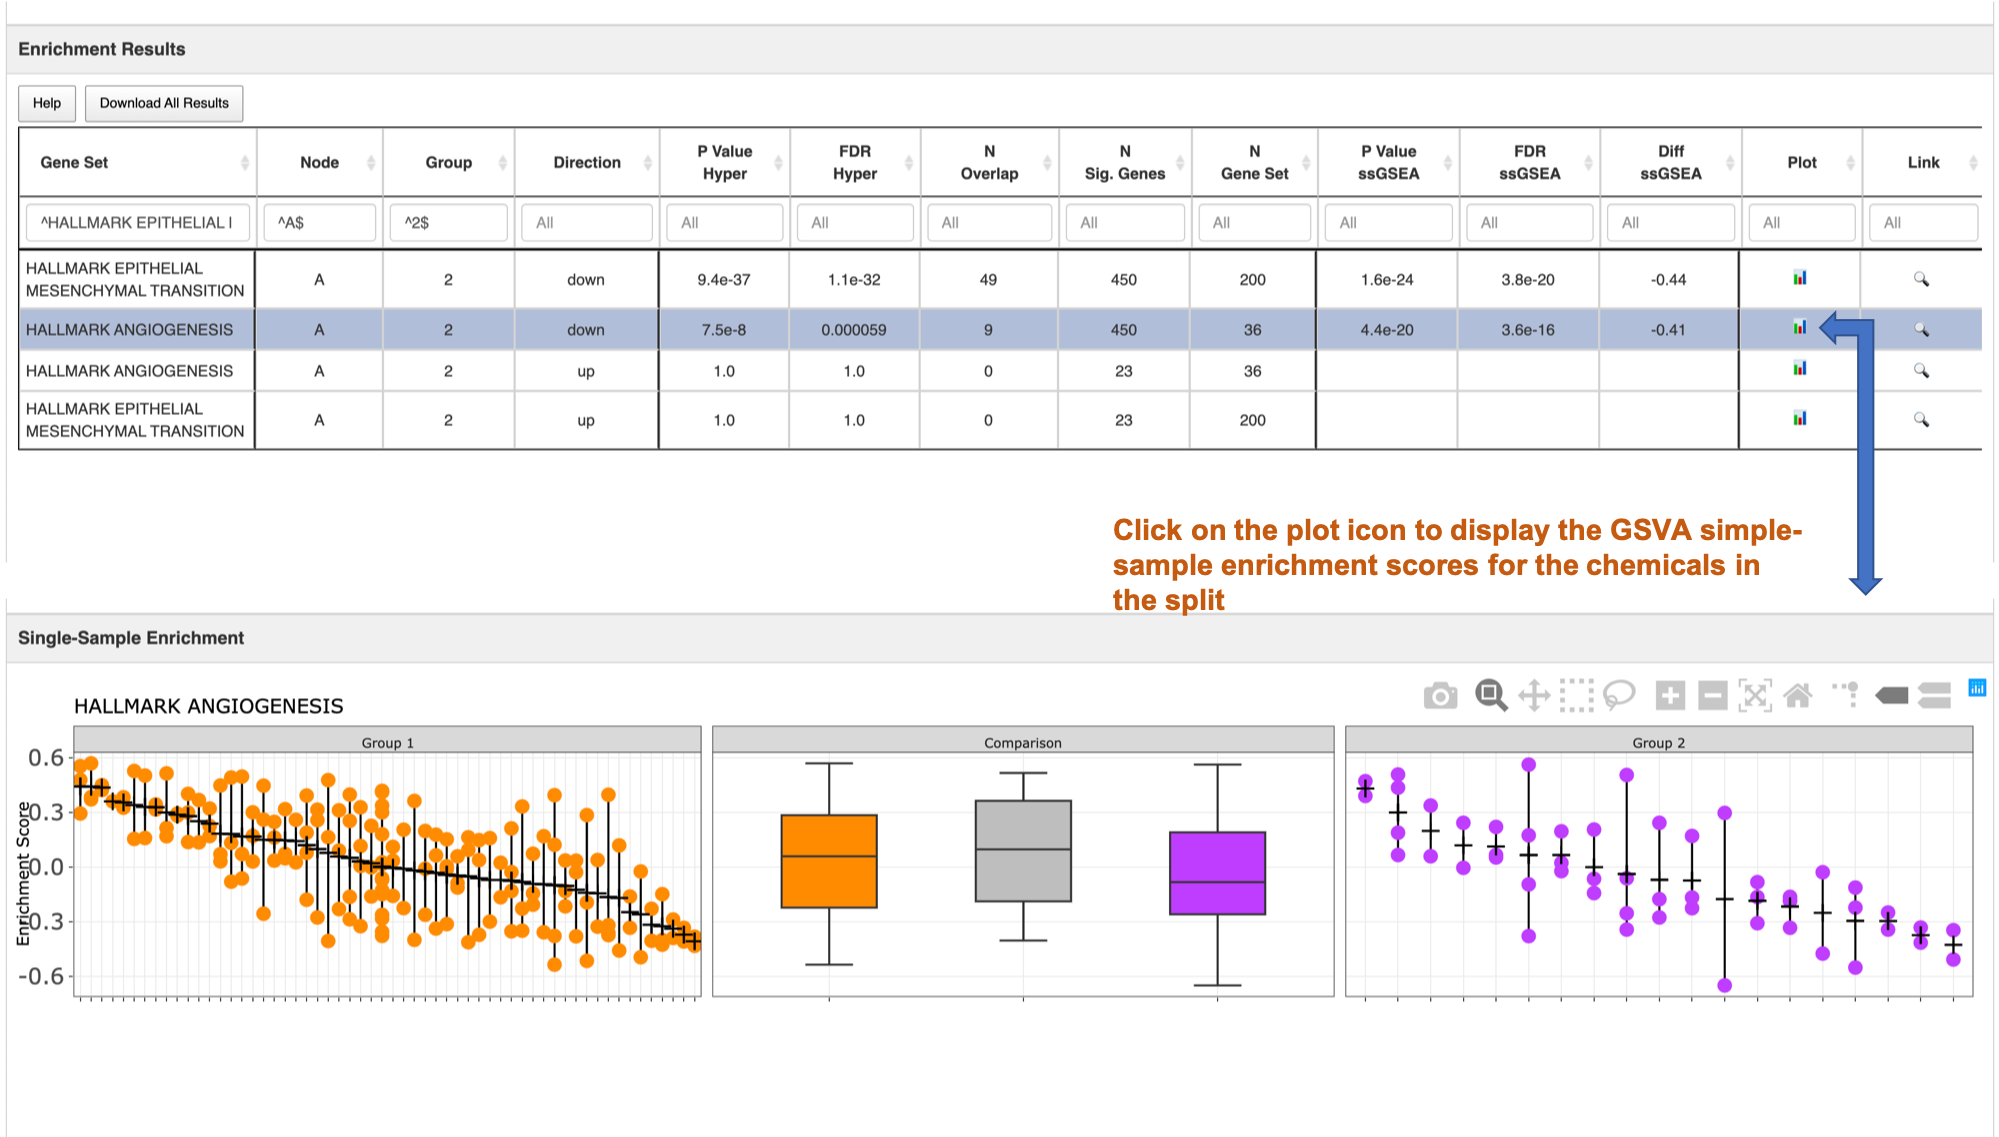 Enrichment Results
Help Download All Results
Gene Set Node Group Direction P Value Hyper FDR Hyper N Overlap N Sig. Genes N Gene Set P Value ssGSEA FDR ssGSEA Diff ssGSEA Plot Link
^HALLMARK EPITHELIAL I ^A$ ^2$ All All All All All All All All All All All
HALLMARK EPITHELIAL MESENCHYMAL TRANSITION A 2 down 9.4e-37 1.1e-32 49 450 200 1.6e-24 3.8e-20 -0.44
HALLMARK ANGIOGENESIS A 2 down 7.5e-8 0.000059 9 450 36 4.4e-20 3.6e-16 -0.41
HALLMARK ANGIOGENESIS A 2 up 1.0 1.0 0 23 36
HALLMARK EPITHELIAL MESENCHYMAL TRANSITION A 2 up 1.0 1.0 0 23 200
Click on the plot icon to display the GSVA simple-
sample enrichment scores for the chemicals in
the split
Single-Sample Enrichment
HALLMARK ANGIOGENESIS
Group 1 Comparison Group 2
Enrichment Score
0.6
0.3
0.0
-0.3
-0.6